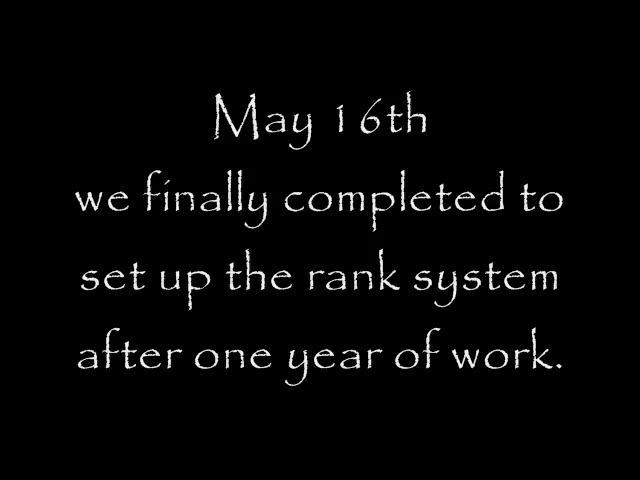 May 16th
we finally completed to
set up the rank system
after one year of work.